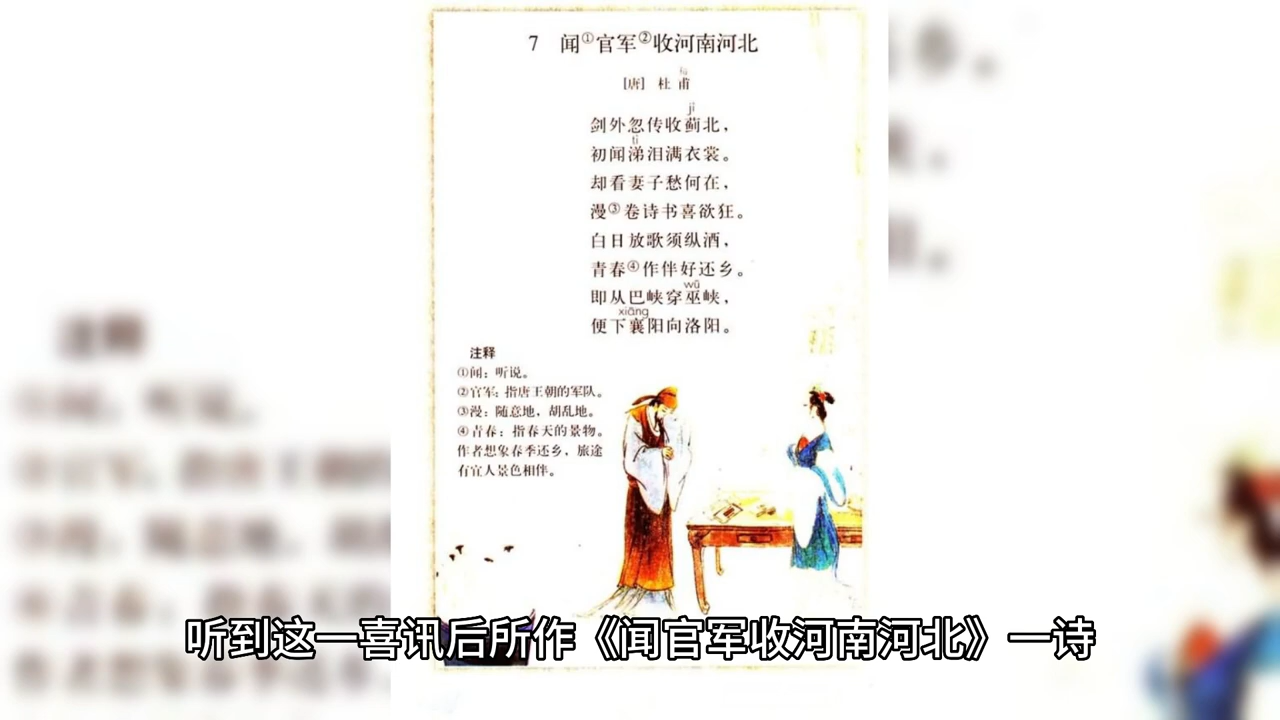 7 闻①官军②收河南河北
fǔ
[唐] 杜甫
jì
剑外忽传收蓟北，
tì
初闻涕泪满衣裳。
却看妻子愁何在，
漫③卷诗书喜欲狂。
白日放歌须纵酒，
青春④作伴好还乡。
wū
即从巴峡穿巫峡，
xiāng
便下襄阳向洛阳。
注释
①闻：听说。
②官军：指唐王朝的军队。
③漫：随意地，胡乱地。
④青春：指春天的景物。
作者想象春季还乡，旅途
有宜人景色相伴。
听到这一喜讯后所作《闻官军收河南河北》一诗